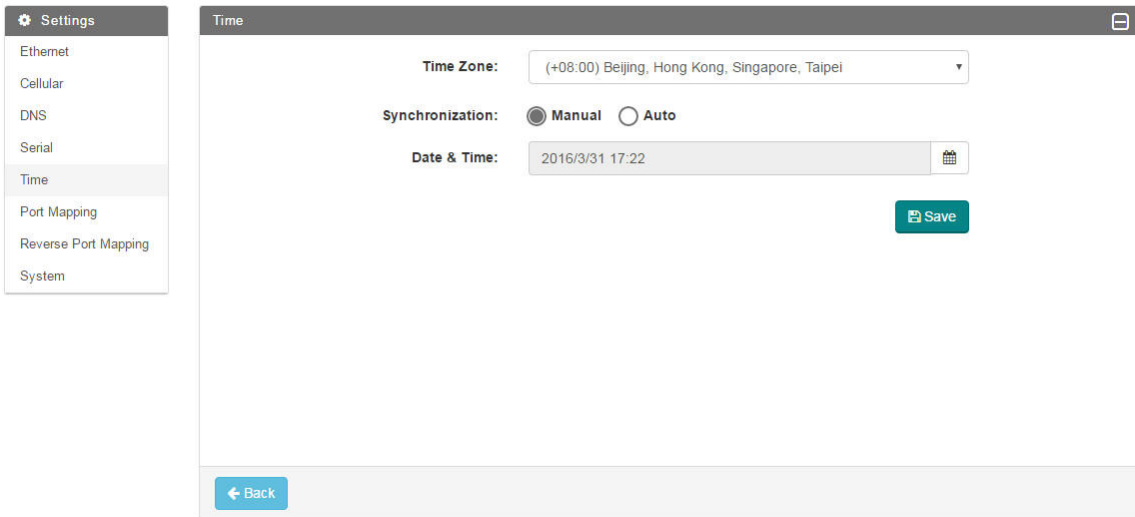 Settings
Ethernet
Cellular
DNS
Serial
Time
Port Mapping
Reverse Port Mapping
System
Time
Time Zone: (+08:00) Beijing, Hong Kong, Singapore, Taipei
Synchronization: Manual Auto
Date & Time: 2016/3/31 17:22
Save
Back